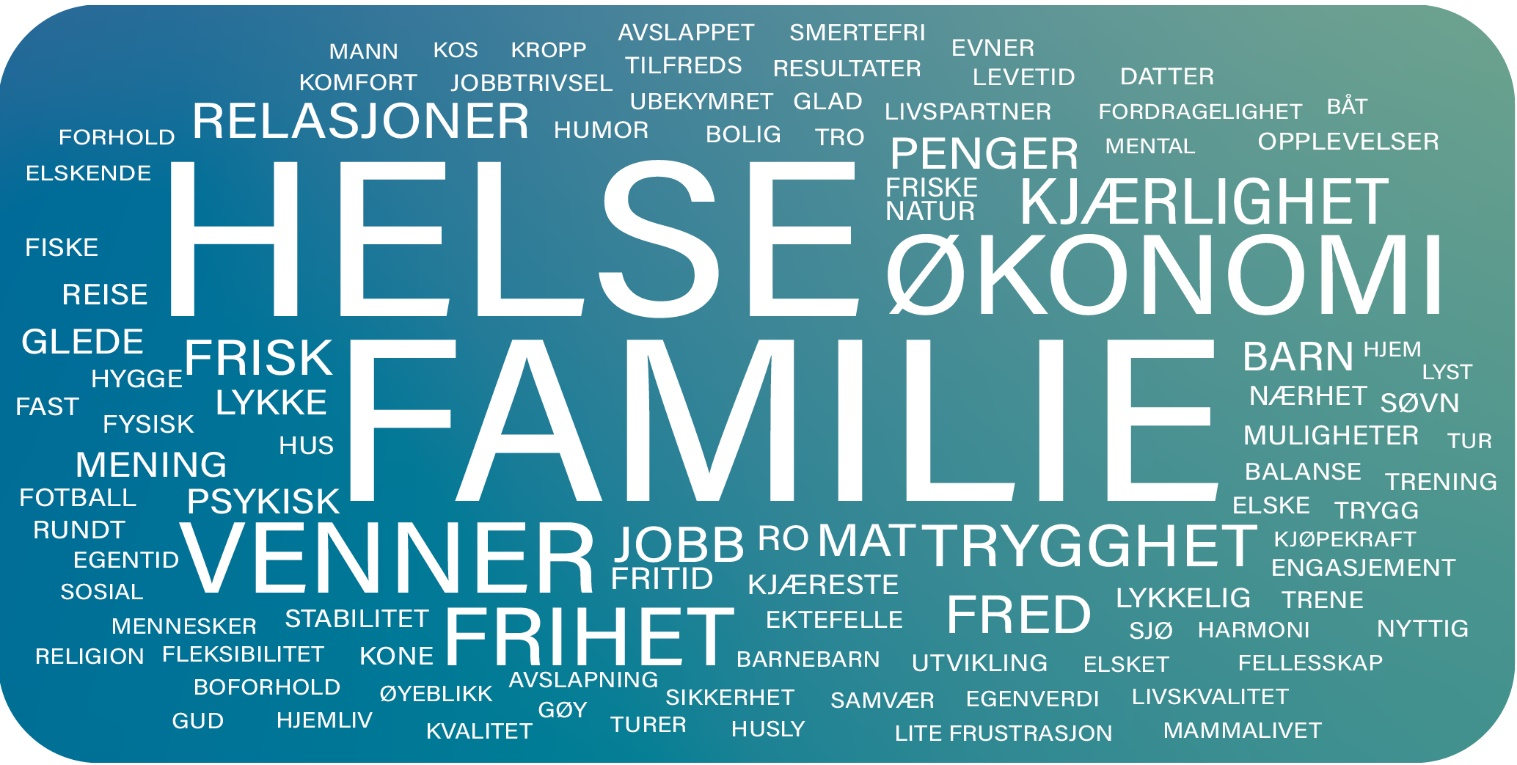 AVSLAPPET SMERTEFRI
MANN KOS KROPP EVNER
TILFREDS RESULTATER
KOMFORT JOBBTRIVSEL LEVETID DATTER
UBEKYMRET GLAD
RELASJONER LIVSPARTNER FORDRAGELIGHET BÅT
FORHOLD HUMOR BOLIG TRO
PENGER MENTAL OPPLEVELSER
ELSKENDE
HELSE
FRISKE
NATUR
KJÆRLIGHET
FISKE
REISE
ØKONOMI
GLEDE FRISK
FAMILIE
BARN HJEM
LYST
HYGGE
FAST LYKKE NÆRHET SØVN
FYSISK
HUS MULIGHETER TUR
MENING BALANSE TRENING
FOTBALL PSYKISK ELSKE TRYGG
RUNDT
VENNER JOBB RO MAT TRYGGHET KJØPEKRAFT
EGENTID ENGASJEMENT
FRITID KJÆRESTE
SOSIAL LYKKELIG TRENE
STABILITET FRIHET EKTEFELLE FRED
MENNESKER SJØ HARMONI NYTTIG
RELIGION FLEKSIBILITET KONE BARNEBARN UTVIKLING ELSKET FELLESSKAP
AVSLAPNING
BOFORHOLD ØYEBLIKK SIKKERHET SAMVÆR EGENVERDI LIVSKVALITET
GØY
GUD HJEMLIV TURER HUSLY
KVALITET LITE FRUSTRASJON MAMMALIVET